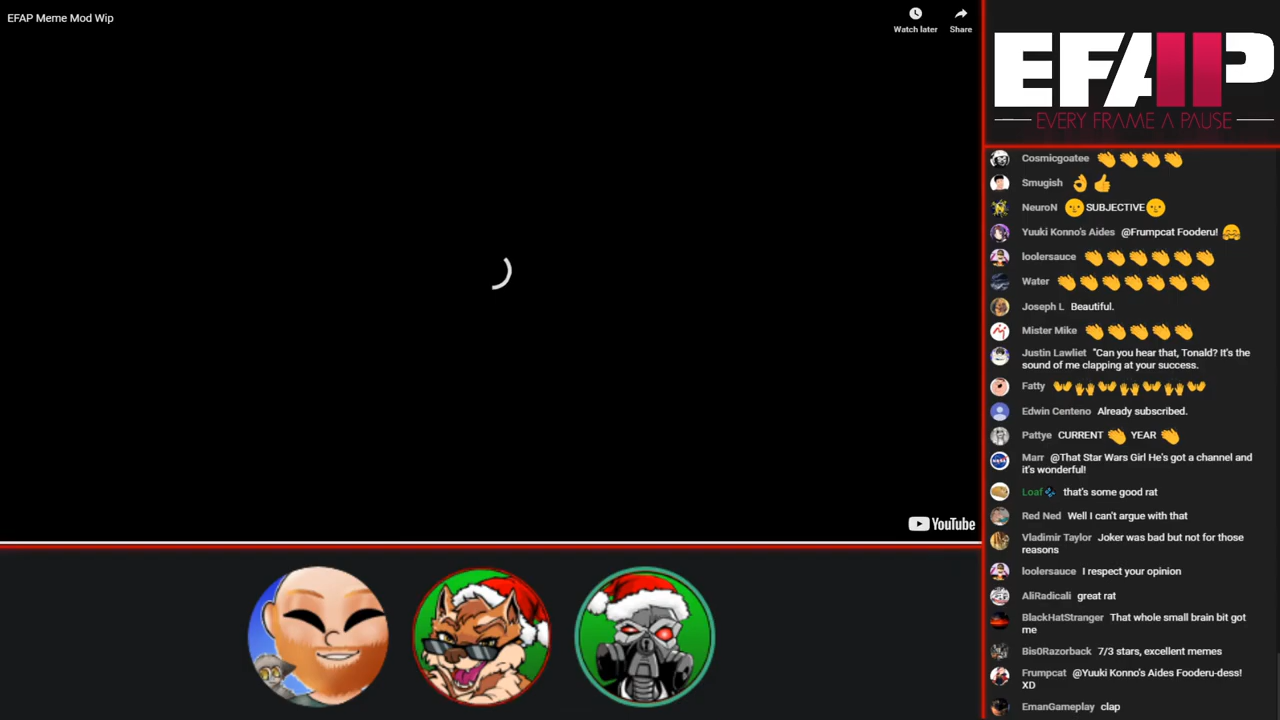 EFAP Meme Mod Wip
Watch later
Share
YouTube
EFAP
EVERY FRAME A PAUSE
Cosmicgoatee 👏👏👏👏
Smugish 👌👍
NeuroN 🌝SUBJECTIVE🌝
Yuuki Konno's Aides @Frumpcat Fooderu! 🤗
loolersauce 👏👏👏👏👏👏
Water 👏👏👏👏👏👏👏
Joseph L Beautiful.
Mister Mike 👏👏👏👏👏
Justin Lawliet "Can you hear that, Tonald? It's the
sound of me clapping at your success.
Fatty 👐🙌👐🙌👐🙌👐
Edwin Centeno Already subscribed.
Pattye CURRENT 👏 YEAR 👏
Marr @That Star Wars Girl He's got a channel and
it's wonderful!
Loaf that's some good rat
Red Ned Well I can't argue with that
Vladimir Taylor Joker was bad but not for those
reasons
loolersauce I respect your opinion
AliRadicali great rat
BlackHatStranger That whole small brain bit got
me
Bis0Razorback 7/3 stars, excellent memes
Frumpcat @Yuuki Konno's Aides Fooderu-dess!
XD
EmanGameplay clap